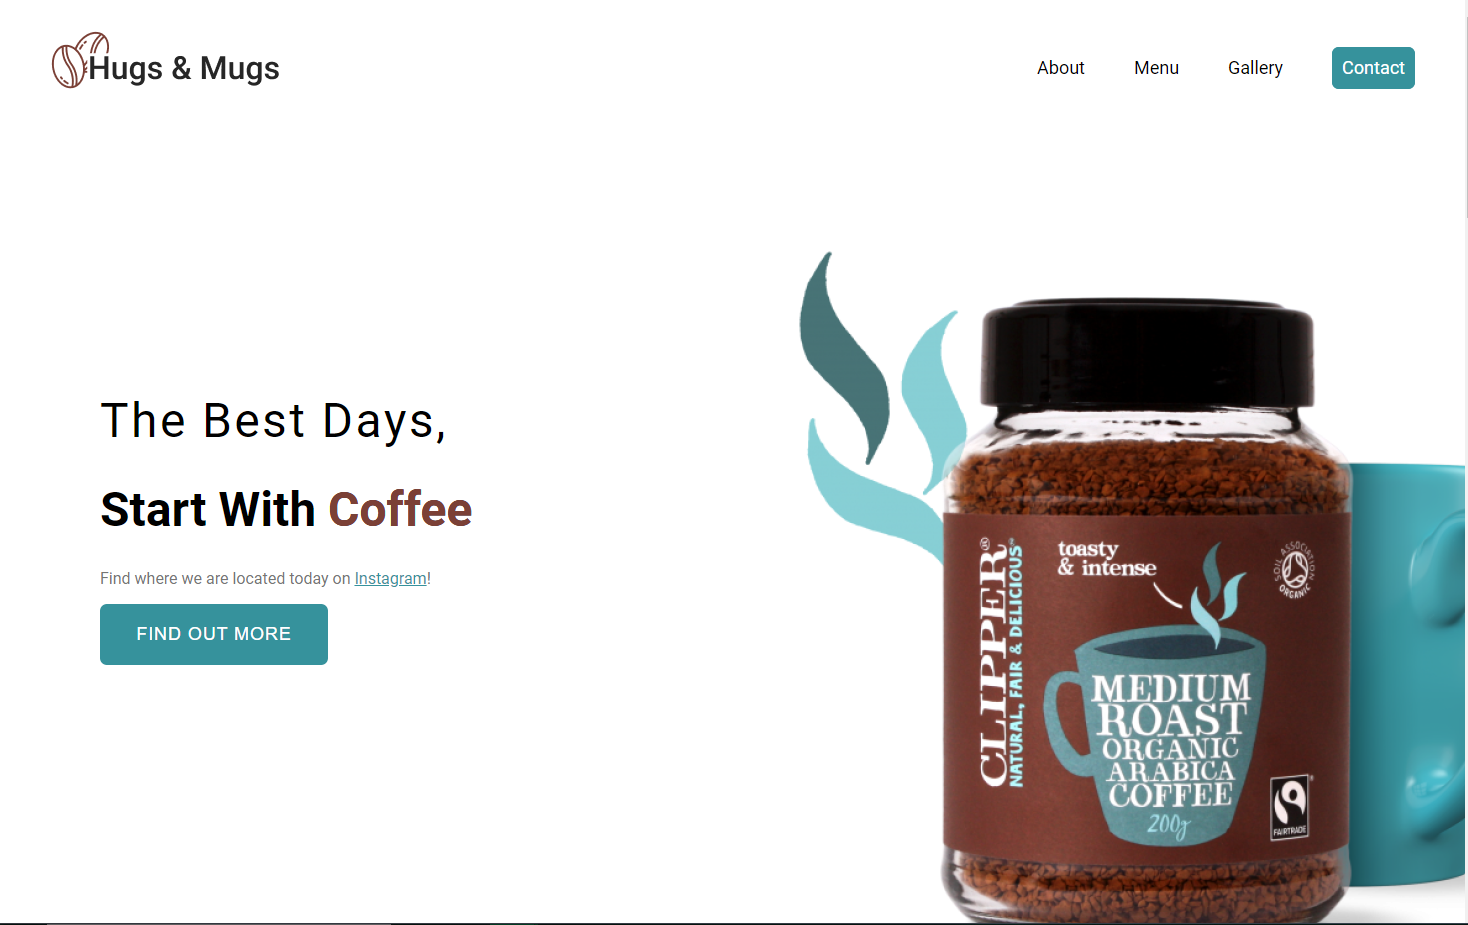 Hugs & Mugs
About
Menu
Gallery
Contact
The Best Days,
Start With Coffee
Find where we are located today on Instagram!
FIND OUT MORE
CLIPPER®
NATURAL, FAIR & DELICIOUS®
toasty
& intense
SOIL ASSOCIATION
ORGANIC
MEDIUM
ROAST
ORGANIC
ARABICA
COFFEE
200g
FAIRTRADE